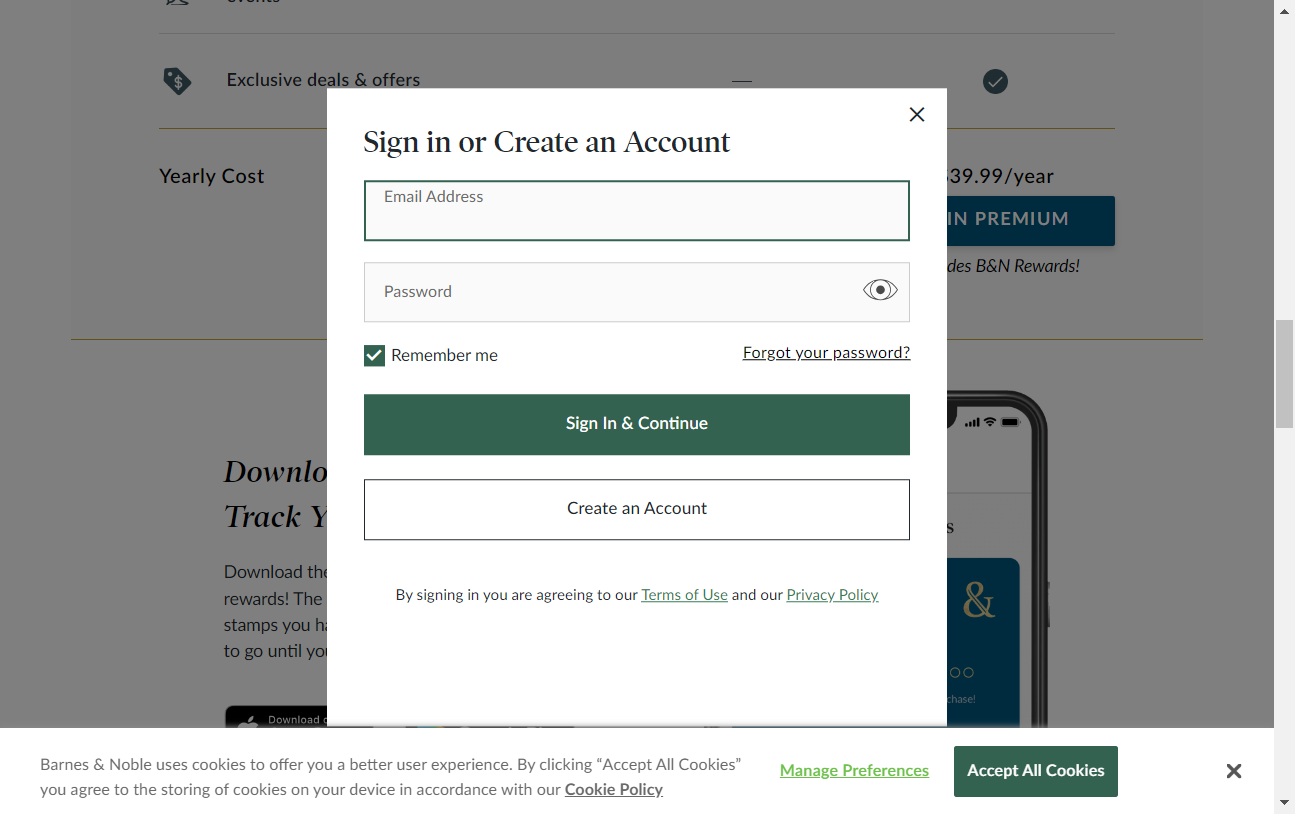 Exclusive deals & offers
Sign in or Create an Account
Yearly Cost
39.99/year
Email Address
IN PREMIUM
des B&N Rewards!
Password
Remember me
Forgot your password?
Sign In & Continue
Create an Account
Downlo
Track Y
Download the
rewards! The
stamps you ha
to go until you
&
By signing in you are agreeing to our Terms of Use and our Privacy Policy
chase!
Download o
Barnes & Noble uses cookies to offer you a better user experience. By clicking “Accept All Cookies”
you agree to the storing of cookies on your device in accordance with our Cookie Policy
Manage Preferences
Accept All Cookies